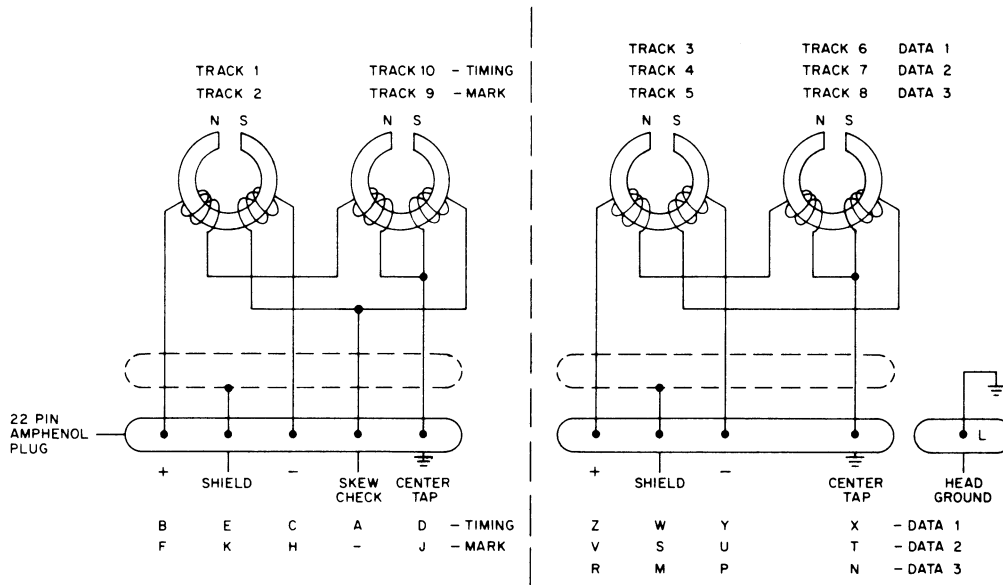 TRACK 1
TRACK 2
TRACK 10 – TIMING
TRACK 9 – MARK
N S
N S
22 PIN
AMPHENOL
PLUG
+
SHIELD
–
SKEW
CHECK
CENTER
TAP
B E C A D – TIMING
F K H – J – MARK
TRACK 3
TRACK 4
TRACK 5
TRACK 6 DATA 1
TRACK 7 DATA 2
TRACK 8 DATA 3
N S
N S
+
SHIELD
–
CENTER
TAP
L
HEAD
GROUND
Z W Y X – DATA 1
V S U T – DATA 2
R M P N – DATA 3